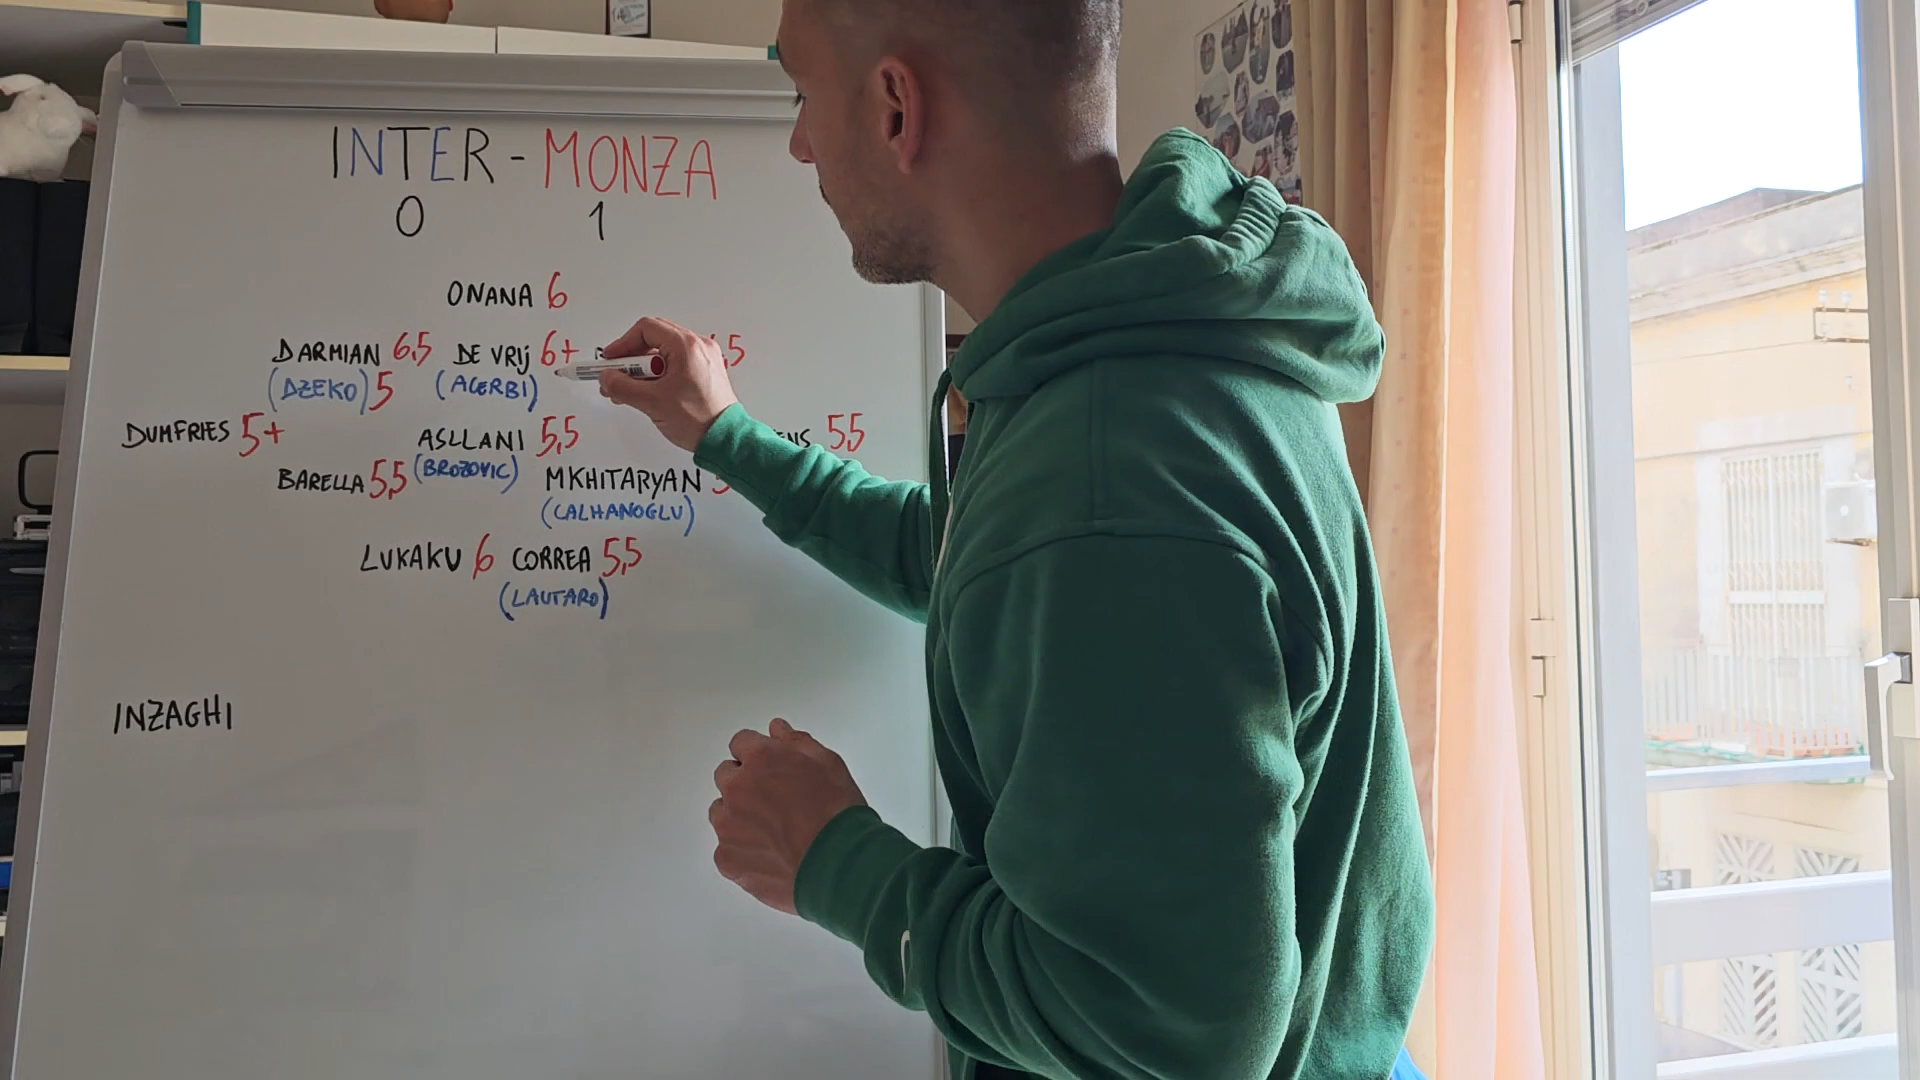 INTER - MONZA
0 1
ONANA 6
DARMIAN 6,5 DE VRIJ 6+ ,5
(DZEKO) 5 (ACERBI)
DUMFRIES 5+ ASLLANI 5,5 55
BARELLA 5,5 (BROZOVIC) MKHITARYAN
(CALHANOGLU)
LUKAKU 6 CORREA 5,5
(LAUTARO)
INZAGHI